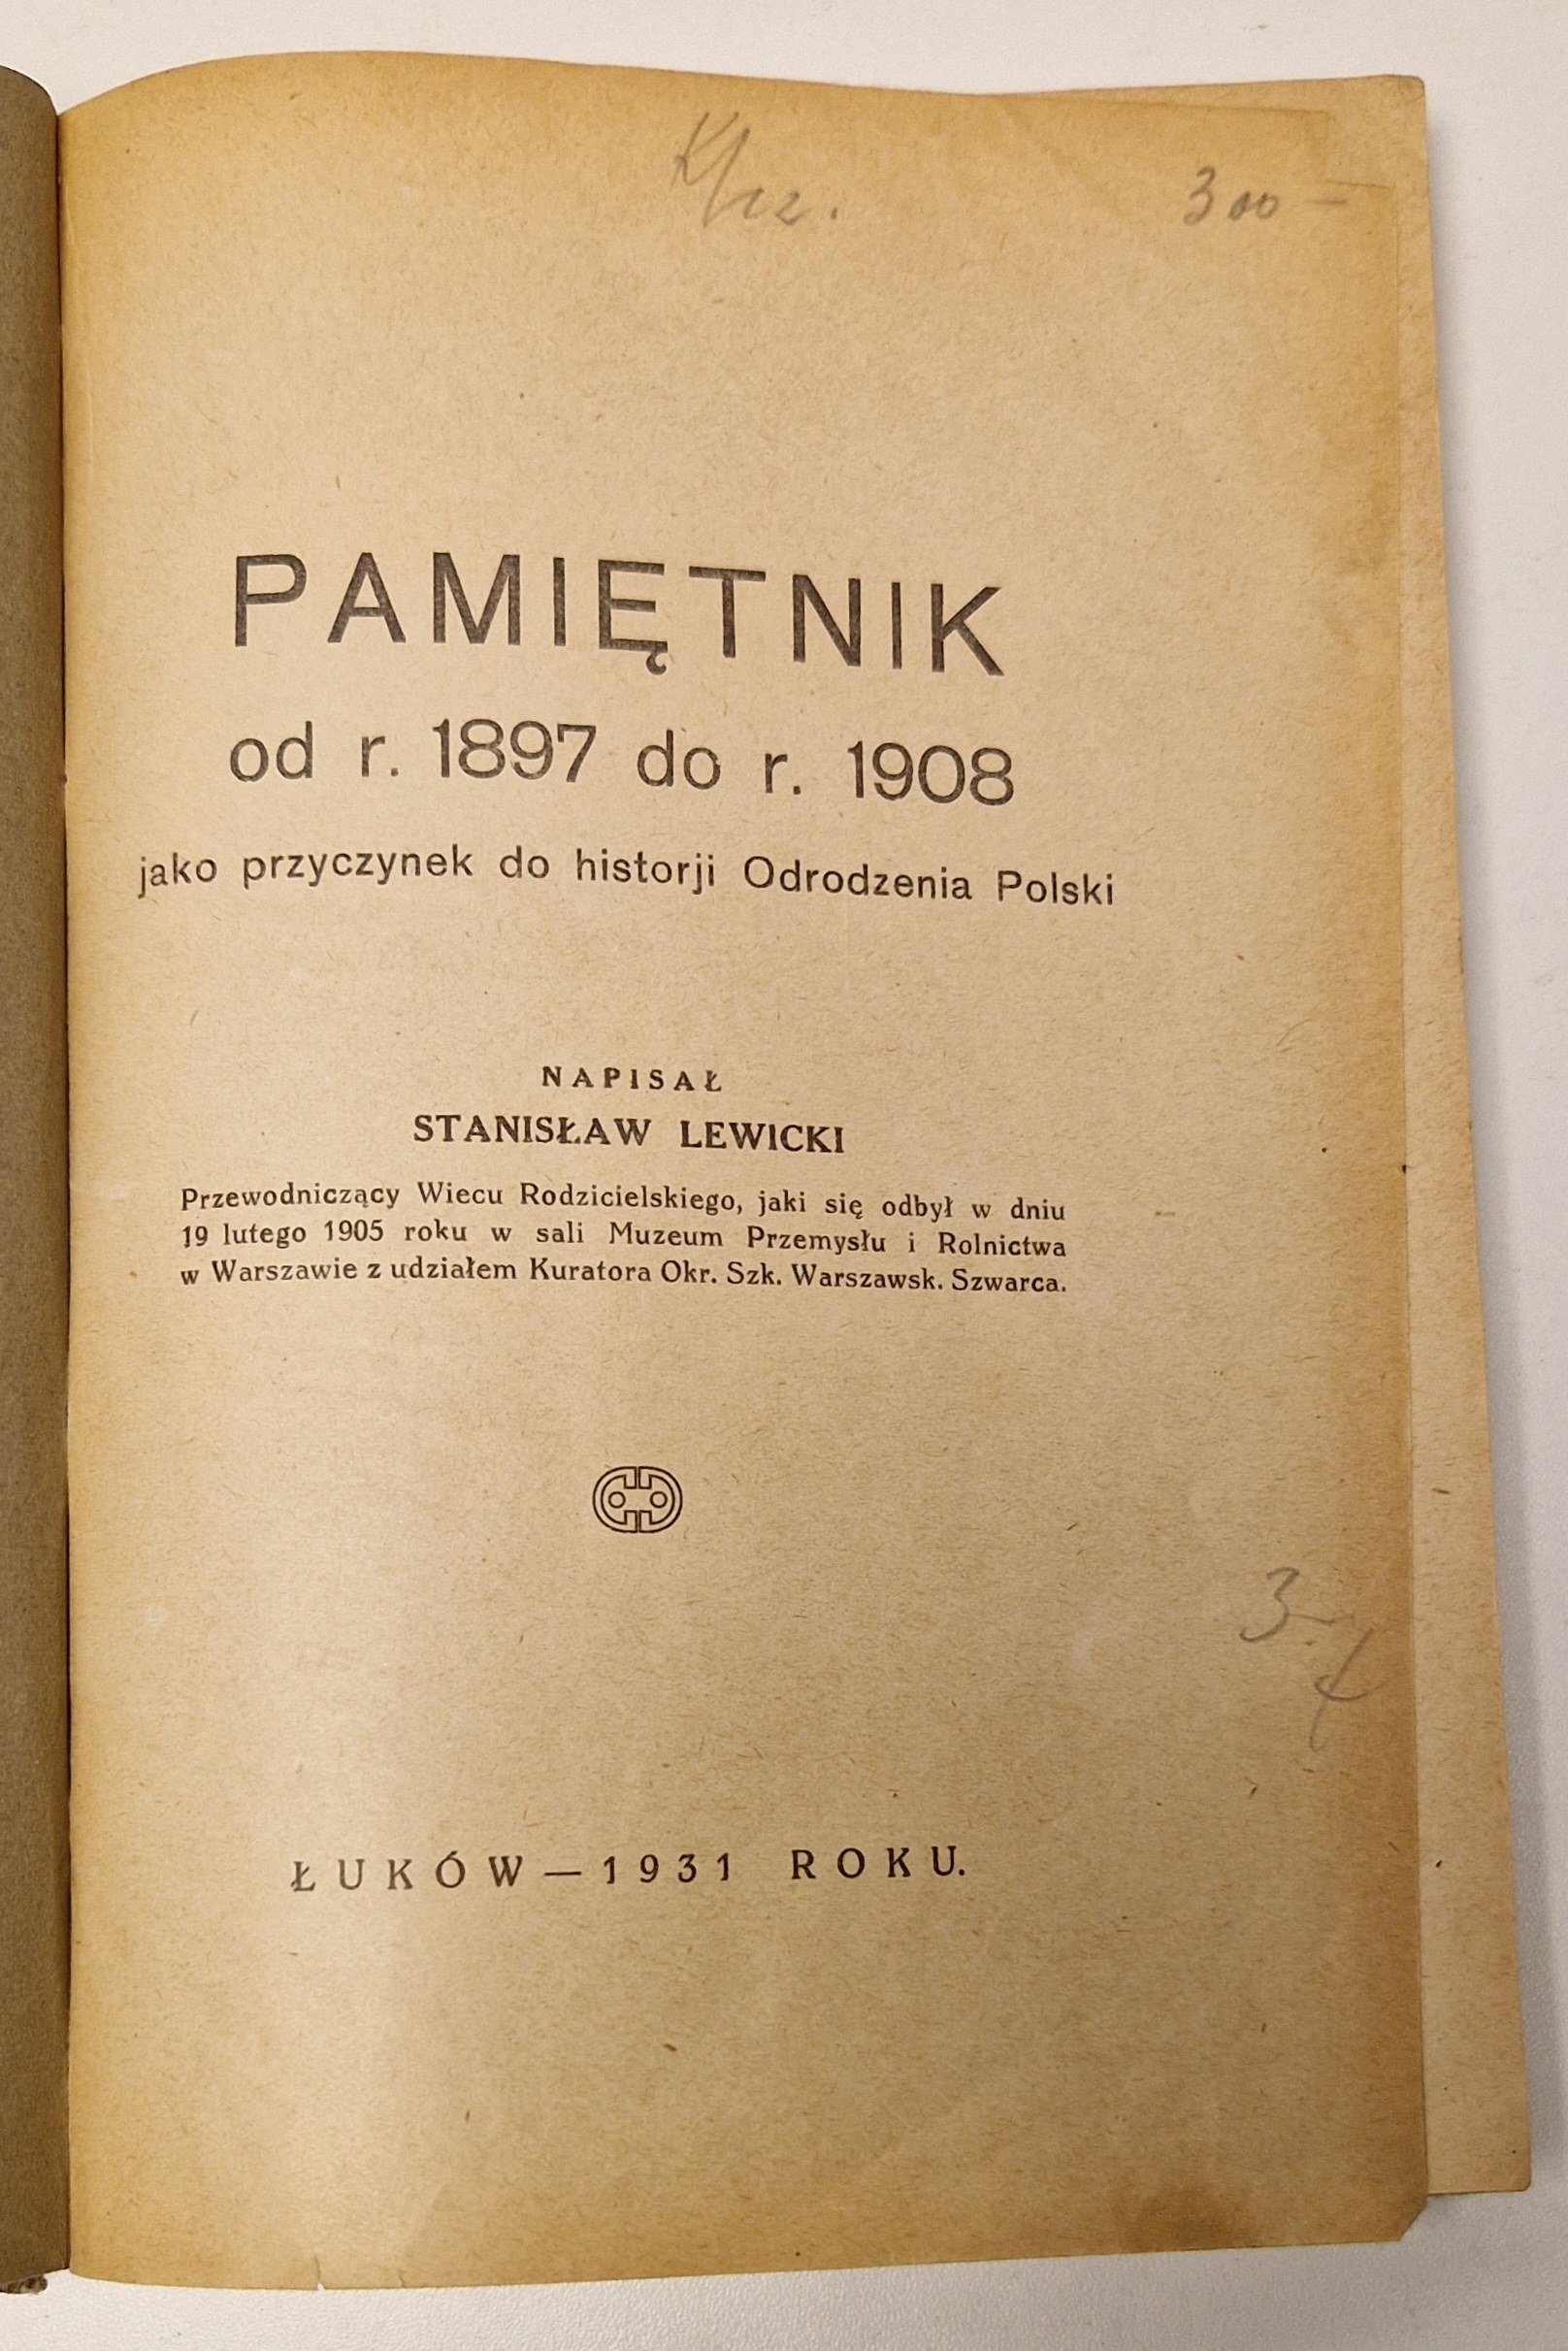 300 -
PAMIĘTNIK
od r. 1897 do r. 1908
jako przyczynek do historji Odrodzenia Polski
NAPISAŁ
STANISŁAW LEWICKI
Przewodniczący Wiecu Rodzicielskiego, jaki się odbył w dniu
19 lutego 1905 roku w sali Muzeum Przemysłu i Rolnictwa
w Warszawie z udziałem Kuratora Okr. Szk. Warszawsk. Szwarca.
ŁUKÓW — 1931 ROKU.